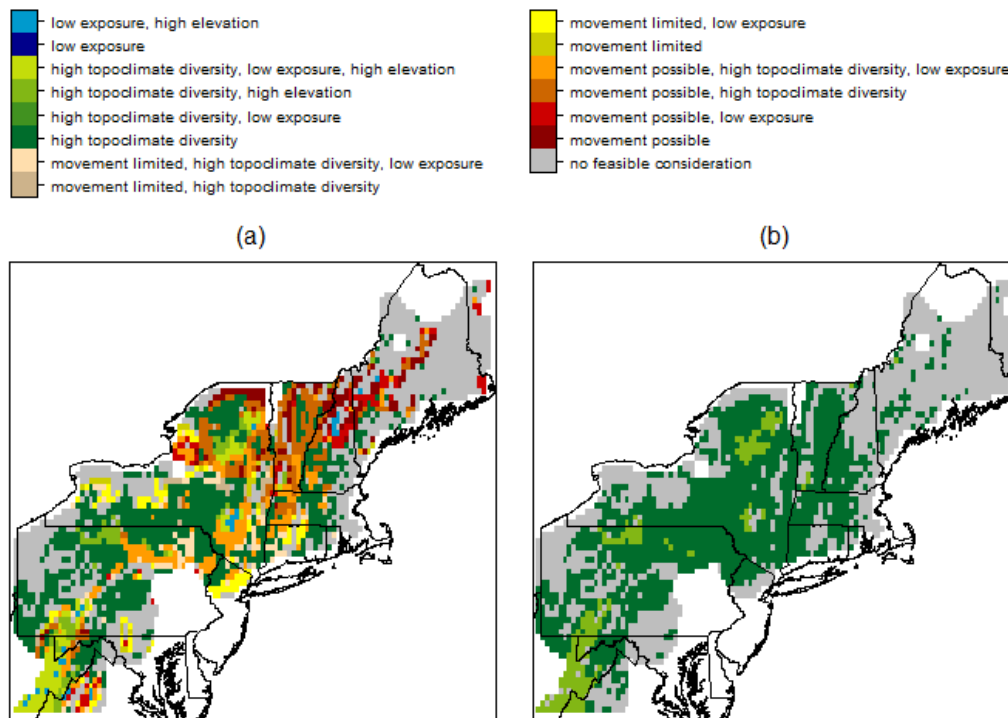 low exposure, high elevation
low exposure
high topoclimate diversity, low exposure, high elevation
high topoclimate diversity, high elevation
high topoclimate diversity, low exposure
high topoclimate diversity
movement limited, high topoclimate diversity, low exposure
movement limited, high topoclimate diversity
movement limited, low exposure
movement limited
movement possible, high topoclimate diversity, low exposure
movement possible, high topoclimate diversity
movement possible, low exposure
movement possible
no feasible consideration
(a)
(b)